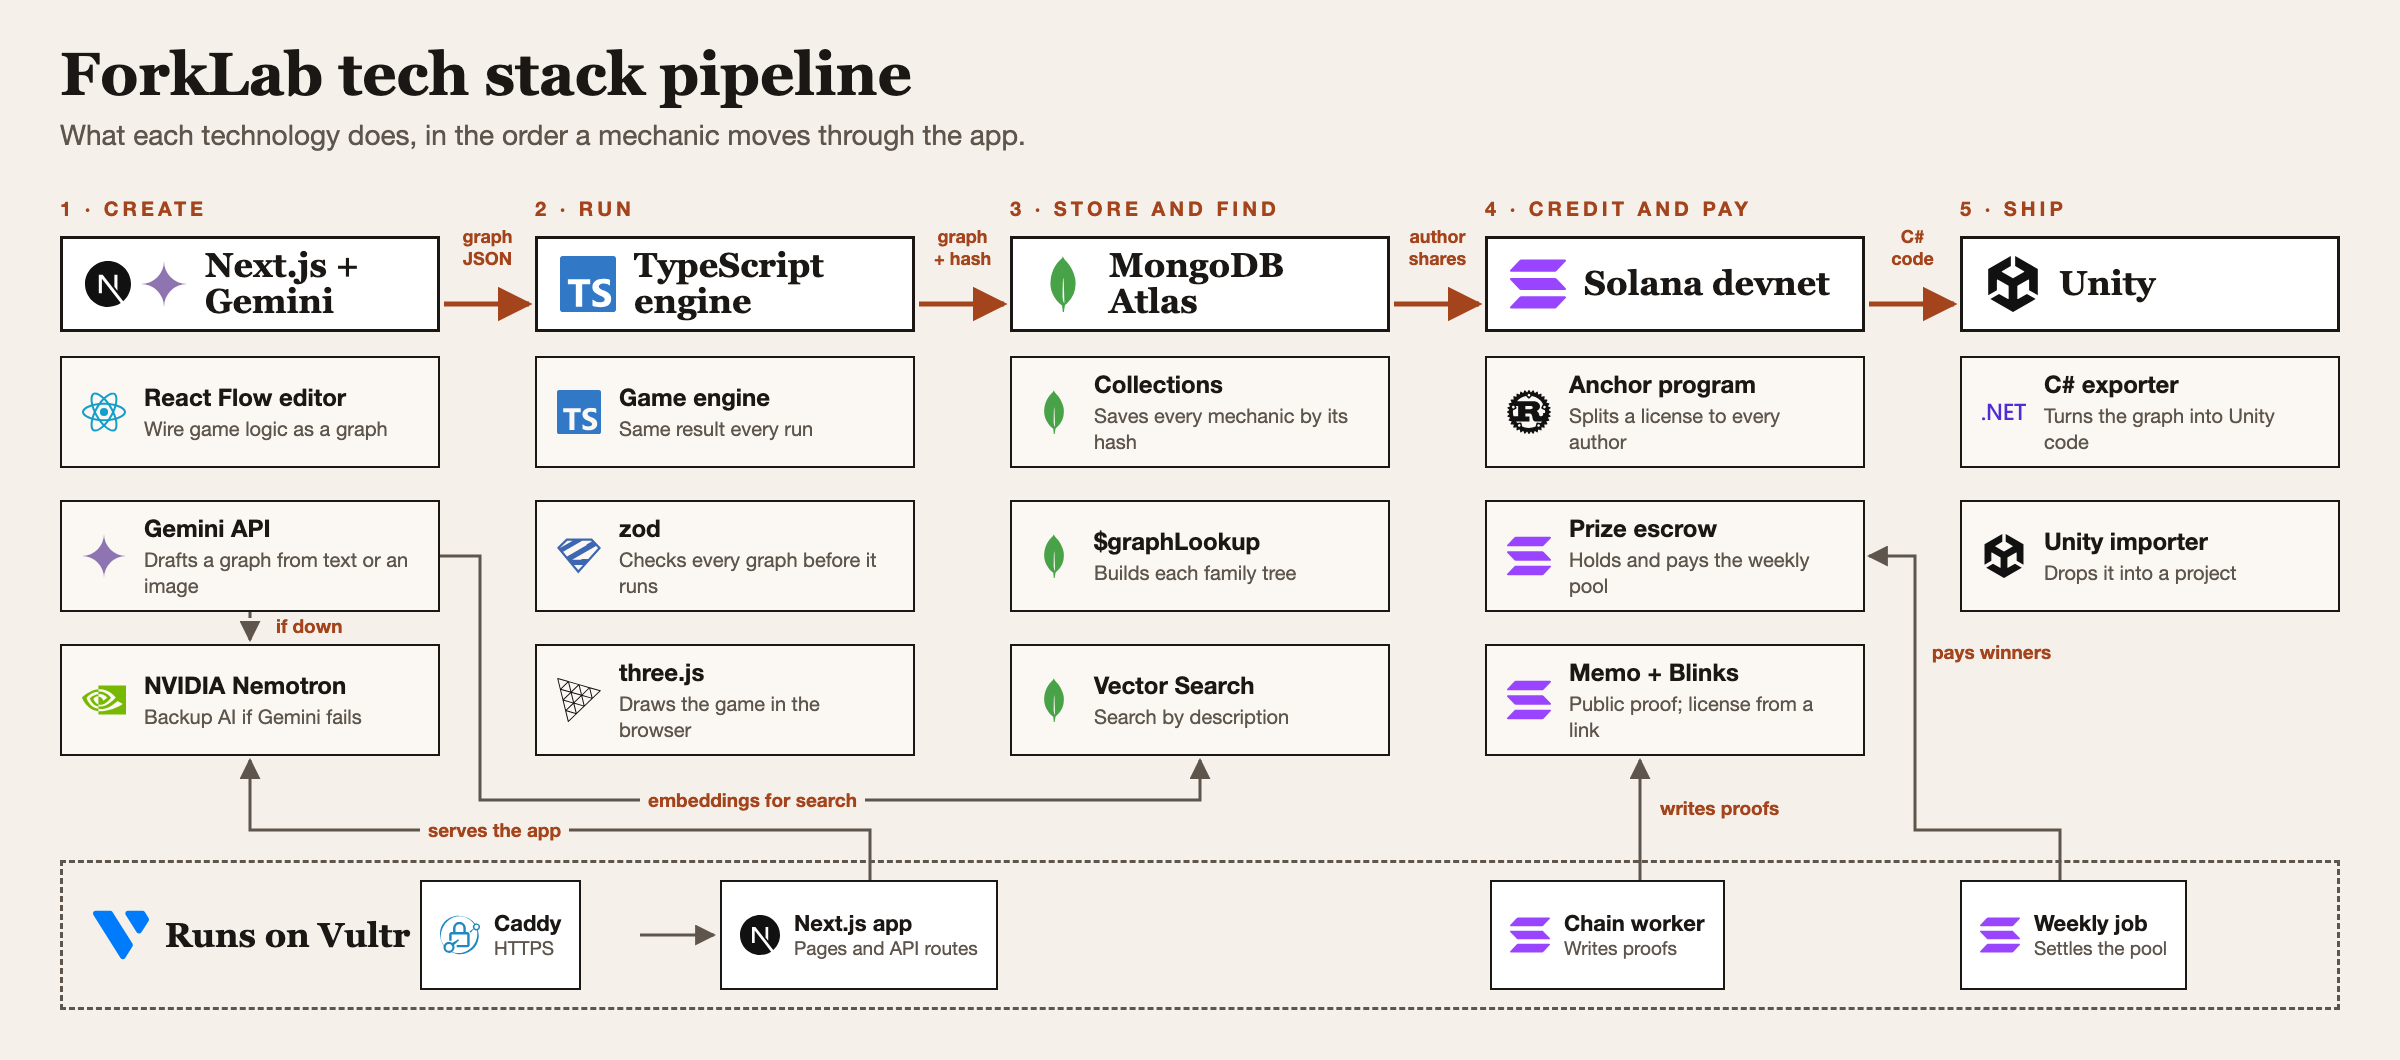 ForkLab tech stack pipeline
What each technology does, in the order a mechanic moves through the app.
1 · CREATE
Next.js +
Gemini
React Flow editor
Wire game logic as a graph
Gemini API
Drafts a graph from text or an
image
if down
NVIDIA Nemotron
Backup AI if Gemini fails
graph
JSON
2 · RUN
TS
TypeScript
engine
TS
Game engine
Same result every run
zod
Checks every graph before it
runs
three.js
Draws the game in the
browser
graph
+ hash
3 · STORE AND FIND
MongoDB
Atlas
Collections
Saves every mechanic by its
hash
$graphLookup
Builds each family tree
Vector Search
Search by description
author
shares
4 · CREDIT AND PAY
Solana devnet
Anchor program
Splits a license to every
author
Prize escrow
Holds and pays the weekly
pool
Memo + Blinks
Public proof; license from a
link
C#
code
5 · SHIP
Unity
.NET
C# exporter
Turns the graph into Unity
code
Unity importer
Drops it into a project
pays winners
embeddings for search
serves the app
writes proofs
Runs on Vultr
Caddy
HTTPS
Next.js app
Pages and API routes
Chain worker
Writes proofs
Weekly job
Settles the pool